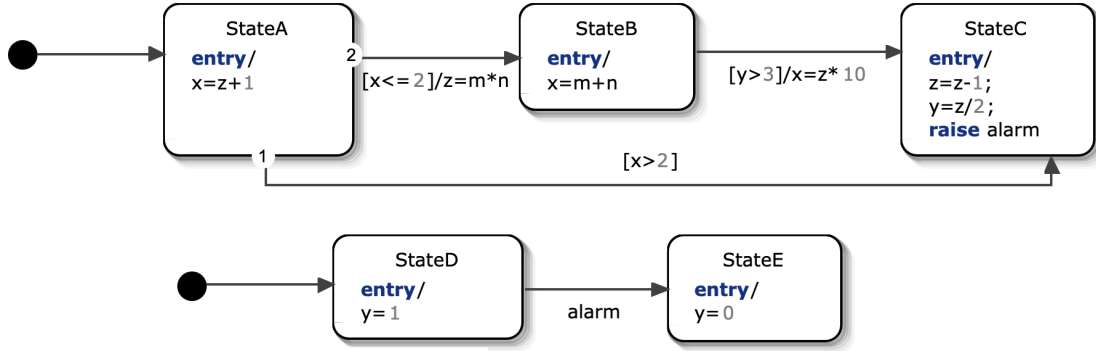 StateA
entry/
x=z+1
2
[x<=2]/z=m*n
1
StateB
entry/
x=m+n
[y>3]/x=z* 10
StateC
entry/
z=z-1;
y=z/2;
raise alarm
[x>2]
StateD
entry/
y= 1
alarm
StateE
entry/
y= 0